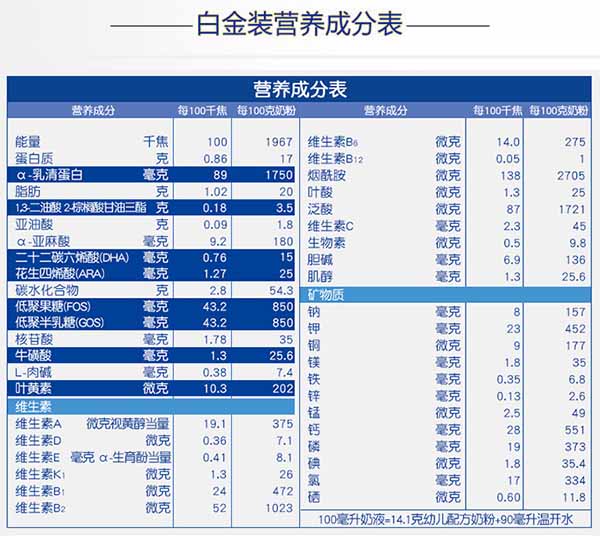 白金装营养成分表
营养成分表
营养成分 每100千焦 每100克奶粉
能量 千焦 100 1967
蛋白质 克 0.86 17
α-乳清蛋白 毫克 89 1750
脂肪 克 1.02 20
1,3-二油酸 2-棕榈酸甘油三酯 克 0.18 3.5
亚油酸 克 0.09 1.8
α-亚麻酸 毫克 9.2 180
二十二碳六烯酸(DHA) 毫克 0.76 15
花生四烯酸(ARA) 毫克 1.27 25
碳水化合物 克 2.8 54.3
低聚果糖(FOS) 毫克 43.2 850
低聚半乳糖(GOS) 毫克 43.2 850
核苷酸 毫克 1.78 35
牛磺酸 毫克 1.3 25.6
L-肉碱 毫克 0.38 7.4
叶黄素 微克 10.3 202
维生素
维生素A 微克视黄醇当量 19.1 375
维生素D 微克 0.36 7.1
维生素E 毫克 α-生育酚当量 0.41 8.1
维生素K1 微克 1.3 26
维生素B1 微克 24 472
维生素B2 微克 52 1023
营养成分 每100千焦 每100克奶粉
维生素B6 微克 14.0 275
维生素B12 微克 0.05 1
烟酰胺 微克 138 2705
叶酸 微克 1.3 25
泛酸 微克 87 1721
维生素C 毫克 2.3 45
生物素 微克 0.5 9.8
胆碱 毫克 6.9 136
肌醇 毫克 1.3 25.6
矿物质
钠 毫克 8 157
钾 毫克 23 452
铜 微克 9 177
镁 毫克 1.8 35
铁 毫克 0.35 6.8
锌 毫克 0.13 2.6
锰 微克 2.5 49
钙 毫克 28 551
磷 毫克 19 373
碘 微克 1.8 35.4
氯 毫克 17 334
硒 微克 0.60 11.8
100毫升奶液=14.1克幼儿配方奶粉+90毫升温开水